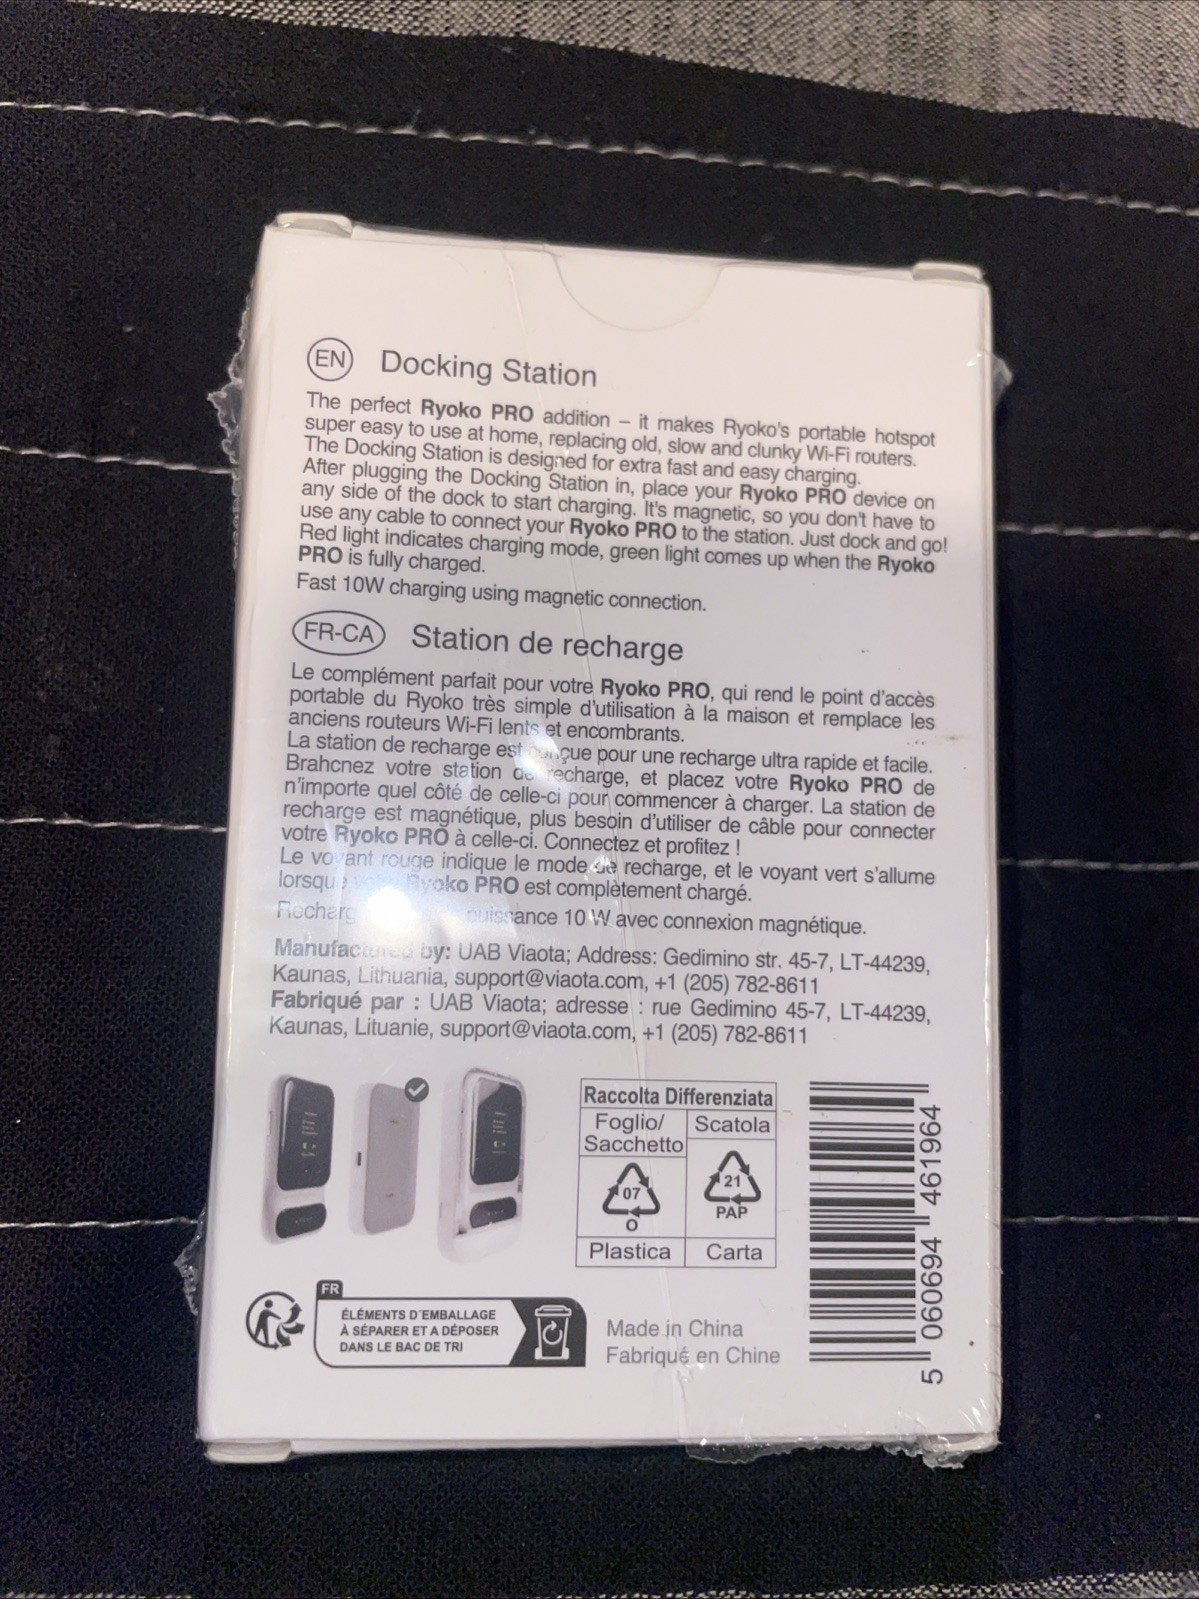 EN Docking Station
The perfect Ryoko PRO addition – it makes Ryoko's portable hotspot
super easy to use at home, replacing old, slow and clunky Wi-Fi routers.
The Docking Station is designed for extra fast and easy charging.
After plugging the Docking Station in, place your Ryoko PRO device on
any side of the dock to start charging. It's magnetic, so you don't have to
use any cable to connect your Ryoko PRO to the station. Just dock and go!
Red light indicates charging mode, green light comes up when the Ryoko
PRO is fully charged.
Fast 10W charging using magnetic connection.
FR-CA Station de recharge
Le complément parfait pour votre Ryoko PRO, qui rend le point d'accès
portable du Ryoko très simple d'utilisation à la maison et remplace les
anciens routeurs Wi-Fi lents et encombrants.
La station de recharge est conçue pour une recharge ultra rapide et facile.
Brahcnez votre station de recharge, et placez votre Ryoko PRO de
n'importe quel côté de celle-ci pour commencer à charger. La station de
recharge est magnétique, plus besoin d'utiliser de câble pour connecter
votre Ryoko PRO à celle-ci. Connectez et profitez !
Le voyant rouge indique le mode de recharge, et le voyant vert s'allume
lorsque Ryoko PRO est complètement chargé.
puissance 10 W avec connexion magnétique.
Manufactured by: UAB Viaota; Address: Gedimino str. 45-7, LT-44239,
Kaunas, Lithuania, support@viaota.com, +1 (205) 782-8611
Fabriqué par : UAB Viaota; adresse : rue Gedimino 45-7, LT-44239,
Kaunas, Lituanie, support@viaota.com, +1 (205) 782-8611
Raccolta Differenziata
Foglio/ Scatola
Sacchetto
07 21
O PAP
Plastica Carta
FR
ÉLÉMENTS D'EMBALLAGE
À SÉPARER ET A DÉPOSER
DANS LE BAC DE TRI
Made in China
Fabriqué en Chine
5 060694 461964